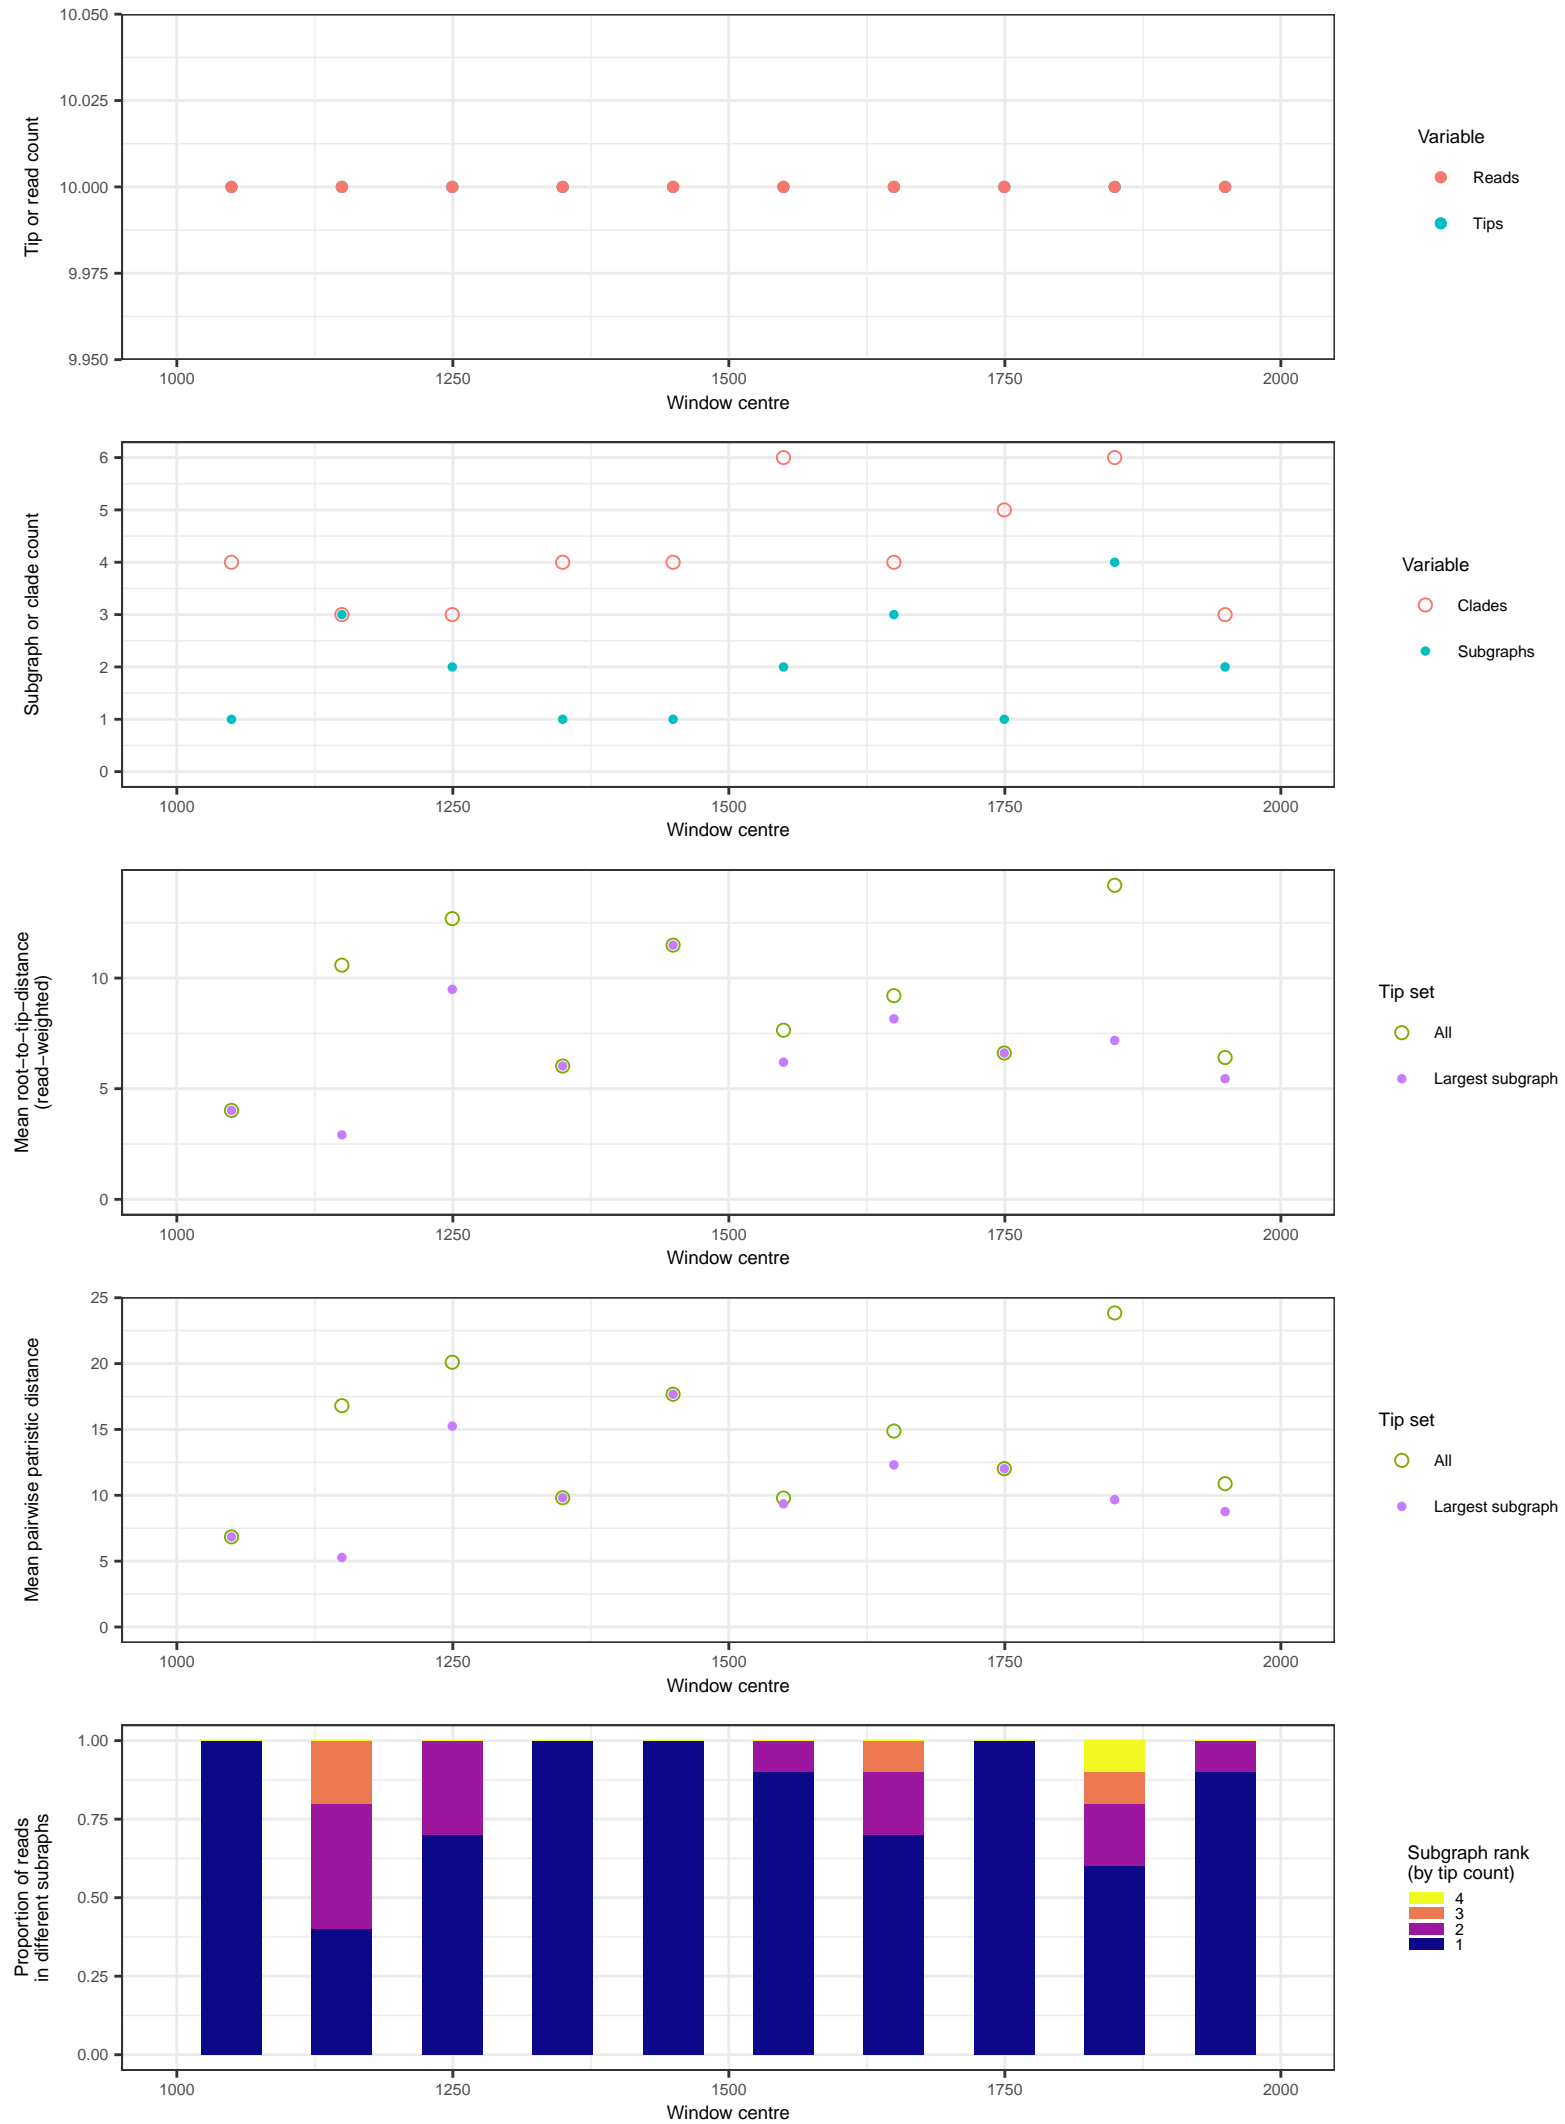 10.050
10.025
10.000
9.975
9.950
Tip or read count
1000 1250 1500 1750 2000
Window centre
Variable
Reads
Tips
6
5
4
3
2
1
0
Subgraph or clade count
1000 1250 1500 1750 2000
Window centre
Variable
Clades
Subgraphs
10
5
0
Mean root−to−tip−distance
(read−weighted)
1000 1250 1500 1750 2000
Window centre
Tip set
All
Largest subgraph
25
20
15
10
5
0
Mean pairwise patristic distance
1000 1250 1500 1750 2000
Window centre
Tip set
All
Largest subgraph
1.00
0.75
0.50
0.25
0.00
Proportion of reads
in different subraphs
1000 1250 1500 1750 2000
Window centre
Subgraph rank
(by tip count)
4
3
2
1